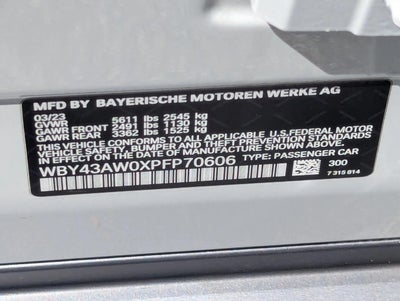 MFD BY BAYERISCHE MOTOREN WERKE AG
03/23 5611 lbs 2545 kg
GVWR
GAWR FRONT 2491 lbs 1130 kg
GAWR REAR 3362 lbs 1525 kg
THIS VEHICLE CONFORMS TO ALL APPLICABLE U.S. FEDERAL MOTOR
VEHICLE SAFETY, BUMPER, AND THEFT PREVENTION STANDARDS
IN EFFECT ON THE DATE OF MANUFACTURE SHOWN ABOVE.
WBY43AW0XPFP70606 TYPE: PASSENGER CAR
300
7 315 814